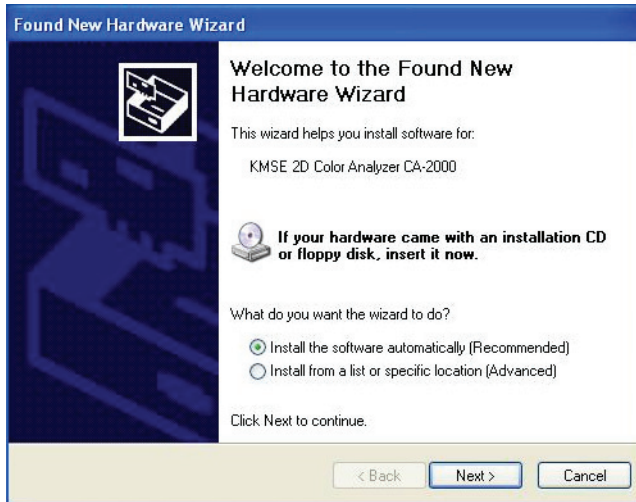 Found New Hardware Wizard
Welcome to the Found New
Hardware Wizard
This wizard helps you install software for:
KMSE 2D Color Analyzer CA-2000
If your hardware came with an installation CD
or floppy disk, insert it now.
What do you want the wizard to do?
Install the software automatically (Recommended)
Install from a list or specific location (Advanced)
Click Next to continue.
< Back Next > Cancel